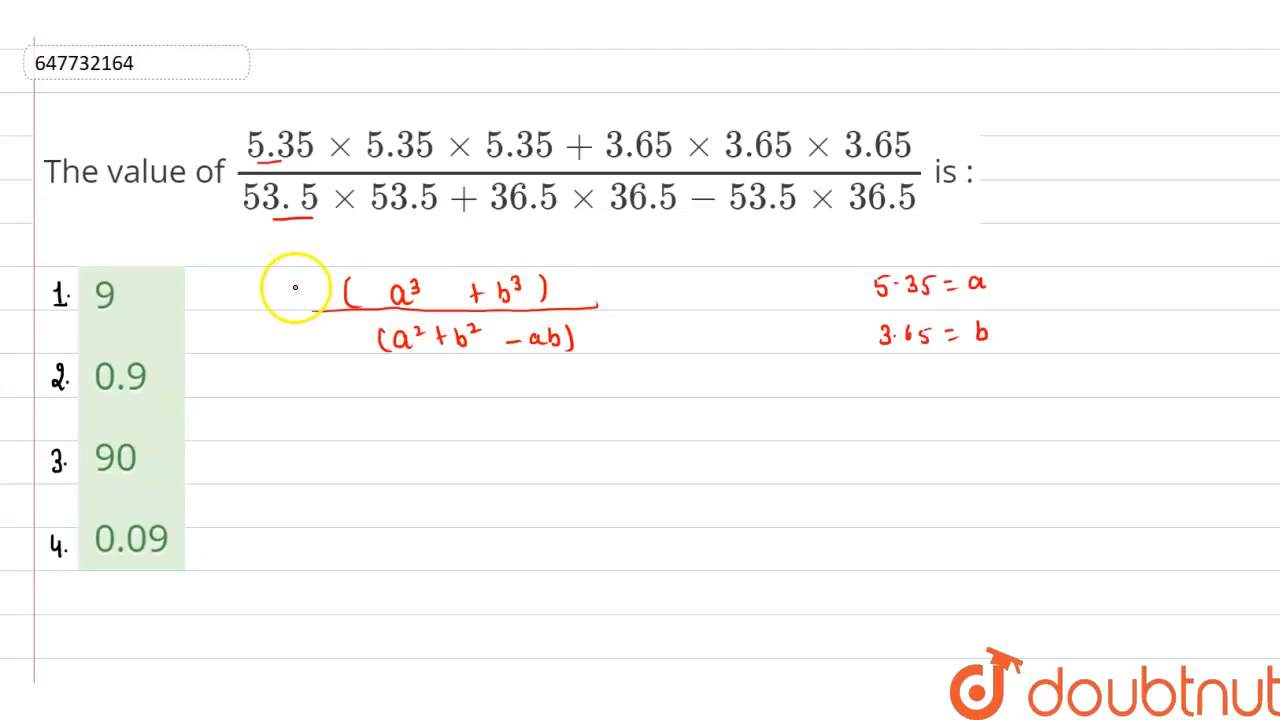 647732164
The value of (5.35 × 5.35 × 5.35 + 3.65 × 3.65 × 3.65)/(53. 5 × 53.5 + 36.5 × 36.5 − 53.5 × 36.5) is :
1. 9
2. 0.9
3. 90
4. 0.09
( a³ + b³ )
(a² + b² - ab)
5.35 = a
3.65 = b
doubtnut